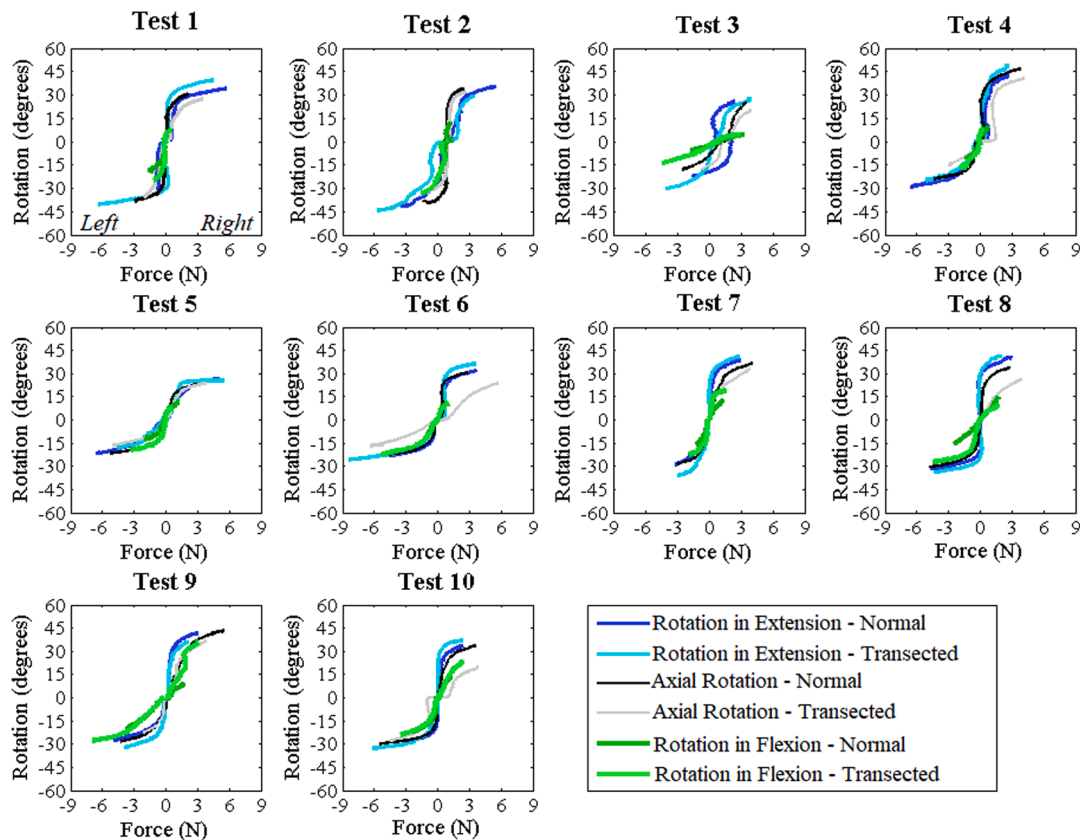 Test 1
Test 2
Test 3
Test 4
Rotation (degrees)
60
45
30
15
0
-15
-30
-45
-60
Left
Right
-9 -6 -3 0 3 6 9
Force (N)
Rotation (degrees)
60
45
30
15
0
-15
-30
-45
-60
-9 -6 -3 0 3 6 9
Force (N)
Rotation (degrees)
60
45
30
15
0
-15
-30
-45
-60
-9 -6 -3 0 3 6 9
Force (N)
Rotation (degrees)
60
45
30
15
0
-15
-30
-45
-60
-9 -6 -3 0 3 6 9
Force (N)
Test 5
Test 6
Test 7
Test 8
Rotation (degrees)
60
45
30
15
0
-15
-30
-45
-60
-9 -6 -3 0 3 6 9
Force (N)
Rotation (degrees)
60
45
30
15
0
-15
-30
-45
-60
-9 -6 -3 0 3 6 9
Force (N)
Rotation (degrees)
60
45
30
15
0
-15
-30
-45
-60
-9 -6 -3 0 3 6 9
Force (N)
Rotation (degrees)
60
45
30
15
0
-15
-30
-45
-60
-9 -6 -3 0 3 6 9
Force (N)
Test 9
Test 10
Rotation (degrees)
60
45
30
15
0
-15
-30
-45
-60
-9 -6 -3 0 3 6 9
Force (N)
Rotation (degrees)
60
45
30
15
0
-15
-30
-45
-60
-9 -6 -3 0 3 6 9
Force (N)
Rotation in Extension - Normal
Rotation in Extension - Transected
Axial Rotation - Normal
Axial Rotation - Transected
Rotation in Flexion - Normal
Rotation in Flexion - Transected